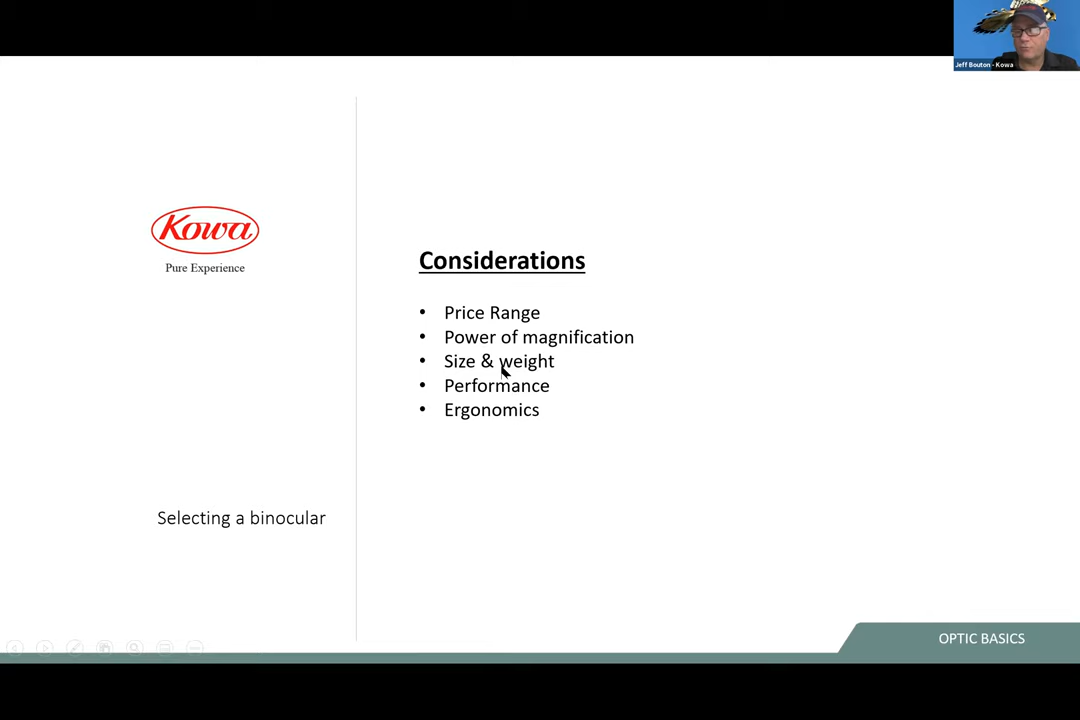 Jeff Bouton - Kowa
Kowa
Pure Experience
Selecting a binocular
Considerations
• Price Range
• Power of magnification
• Size & weight
• Performance
• Ergonomics
OPTIC BASICS